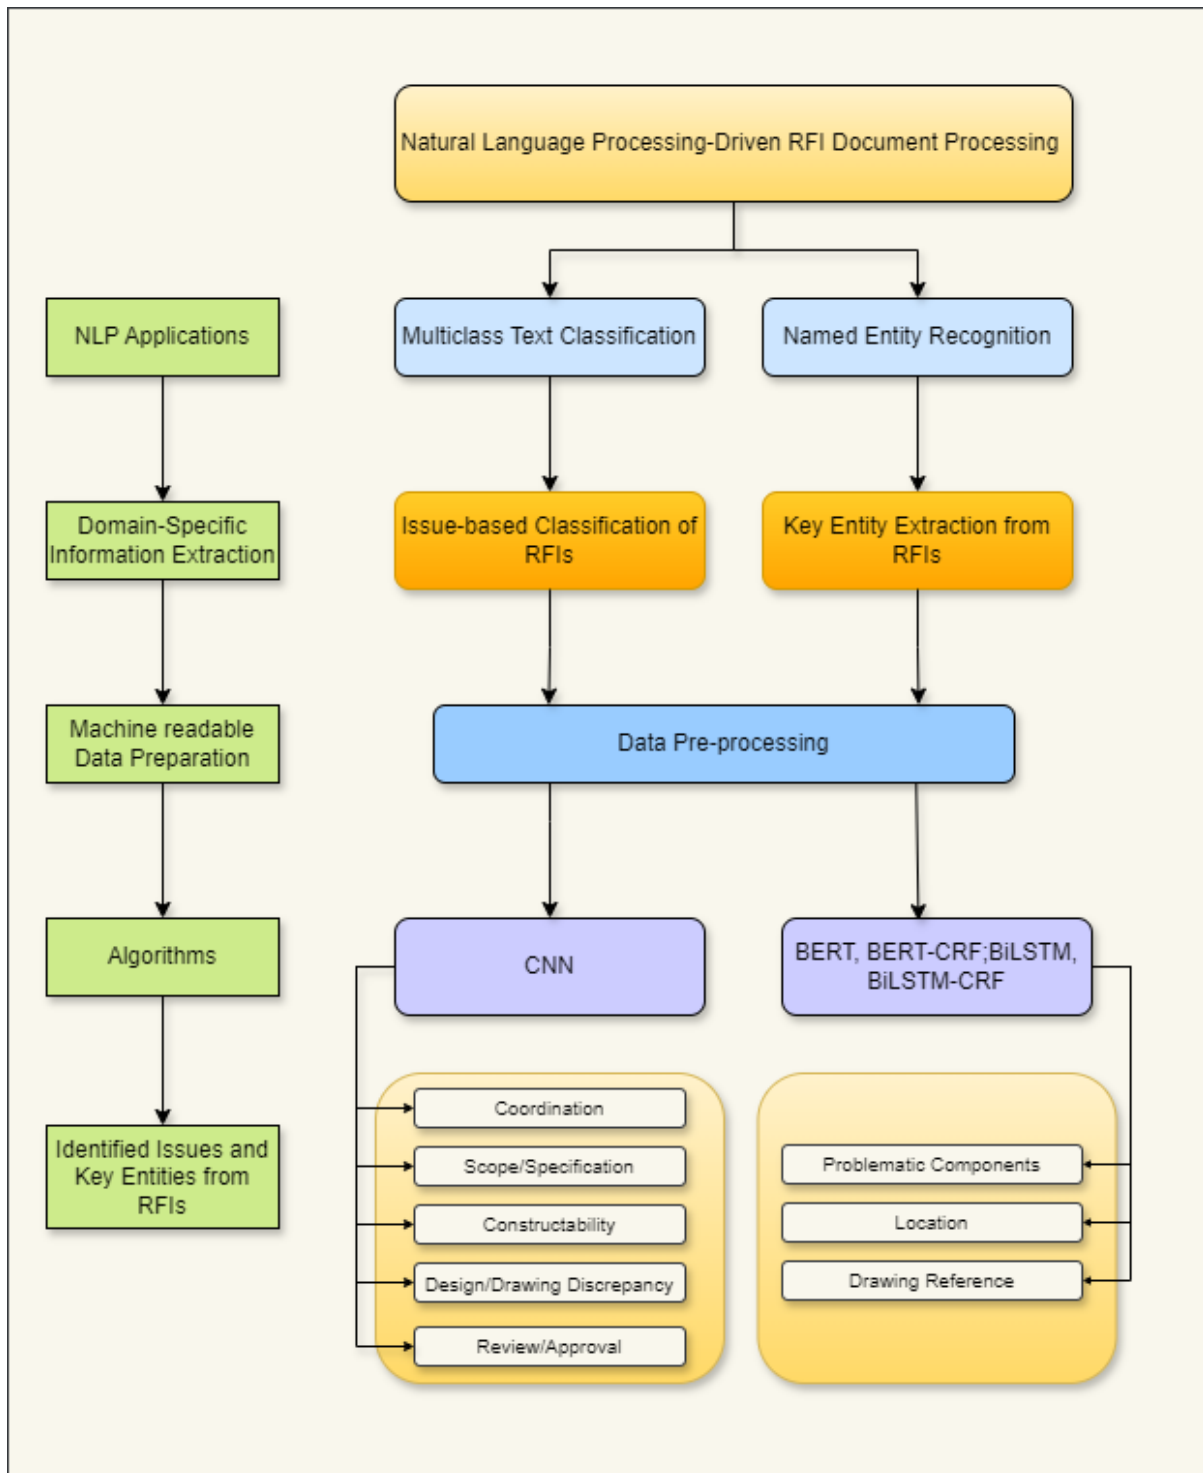 Natural Language Processing-Driven RFI Document Processing
NLP Applications
Multiclass Text Classification
Named Entity Recognition
Domain-Specific
Information Extraction
Issue-based Classification of
RFIs
Key Entity Extraction from
RFIs
Machine readable
Data Preparation
Data Pre-processing
Algorithms
CNN
BERT, BERT-CRF;BiLSTM,
BiLSTM-CRF
Identified Issues and
Key Entities from
RFIs
Coordination
Scope/Specification
Constructability
Design/Drawing Discrepancy
Review/Approval
Problematic Components
Location
Drawing Reference